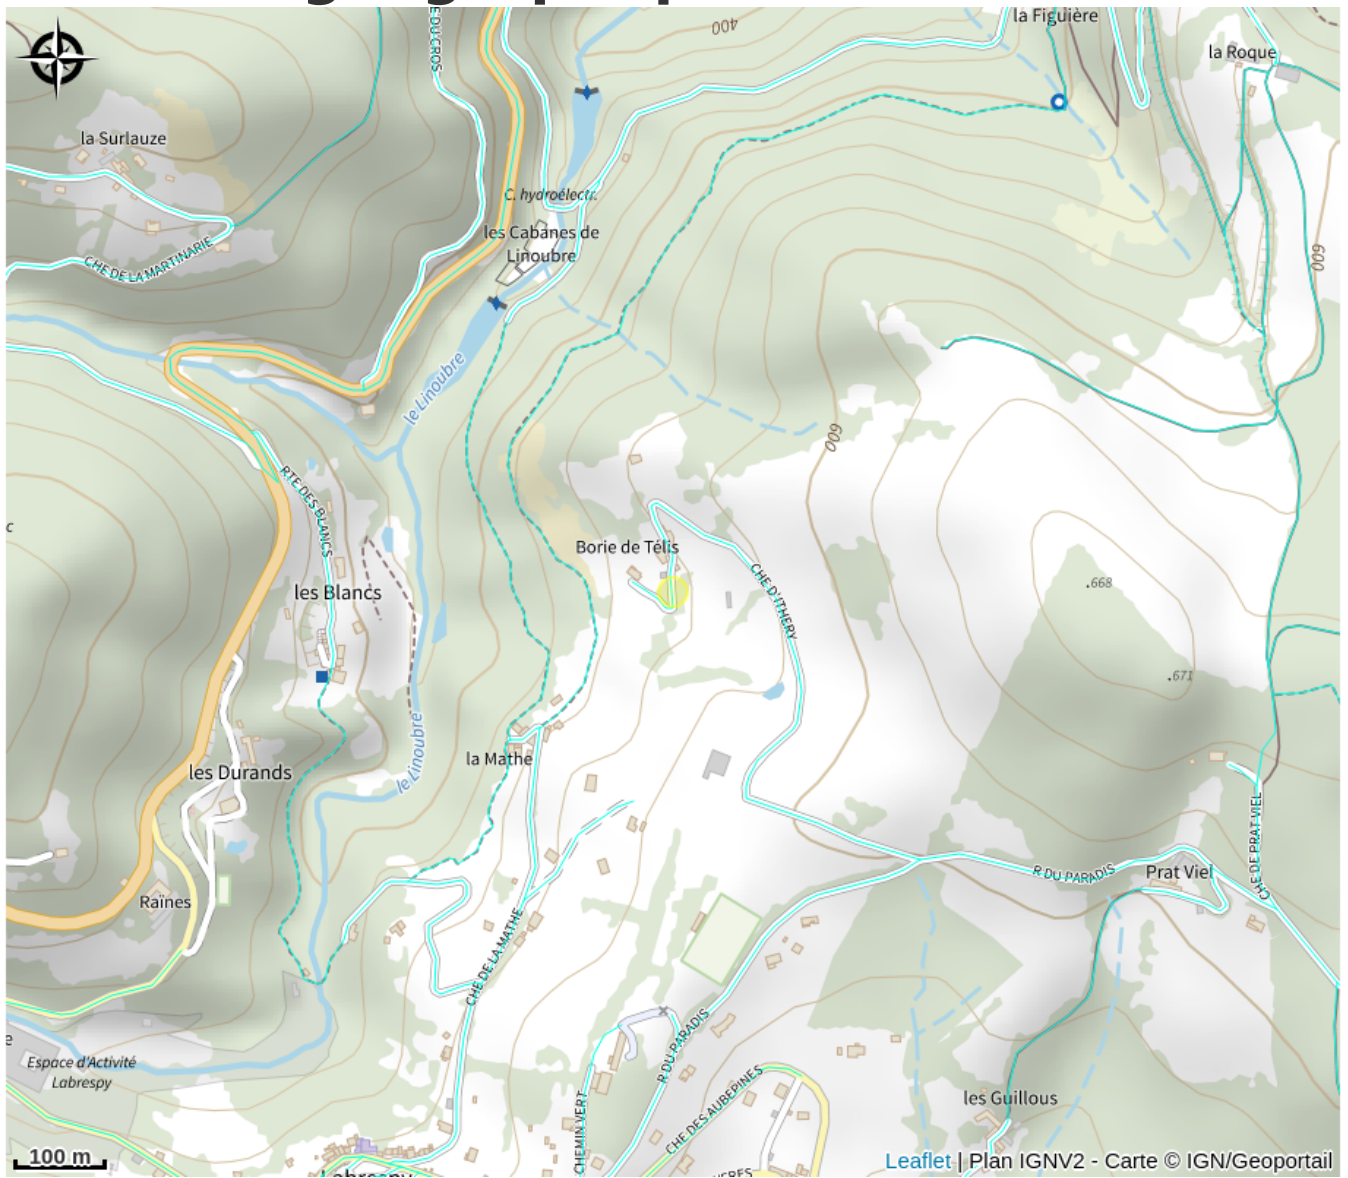 la Figuière
400
E DU CROS
la Roque
la Surlauze
C. hydroélectr.
les Cabanes de
Linoubre
CHE DE LA MARTINARIE
600
le Linoubre
600
RTE DES BLANCS
c
Borie de Télis
CHE D'ITHERY
.668
les Blancs
.671
le Linoubre
la Mathe
les Durands
CHE DE PRAT VIEL
R DU PARADIS
Prat Viel
Raïnes
CHE DE LA MATHE
R DU PARADIS
e
Espace d'Activité
Labrespy
CHE DES AUBEPINES
les Guillous
CHEMIN VERT
100 m
Leaflet | Plan IGNV2 - Carte © IGN/Geoportail